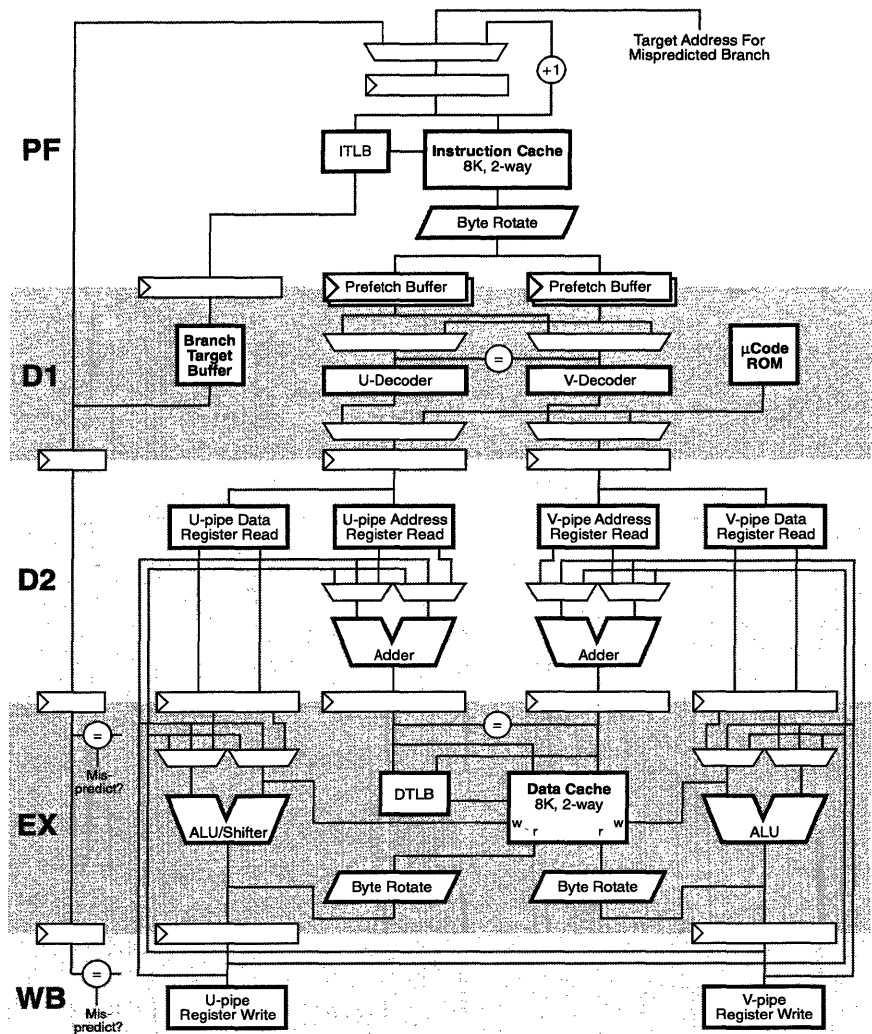 Target Address For
Mispredicted Branch
+1
PF
ITLB
Instruction Cache
8K, 2-way
Byte Rotate
Prefetch Buffer
Prefetch Buffer
Branch
Target
Buffer
=
μCode
ROM
D1
U-Decoder
V-Decoder
U-pipe Data
Register Read
U-pipe Address
Register Read
V-pipe Address
Register Read
V-pipe Data
Register Read
D2
Adder
Adder
=
=
Mis-
predict?
DTLB
Data Cache
8K, 2-way
w
r
r
w
EX
ALU/Shifter
ALU
Byte Rotate
Byte Rotate
=
WB
Mis-
predict?
U-pipe
Register Write
V-pipe
Register Write